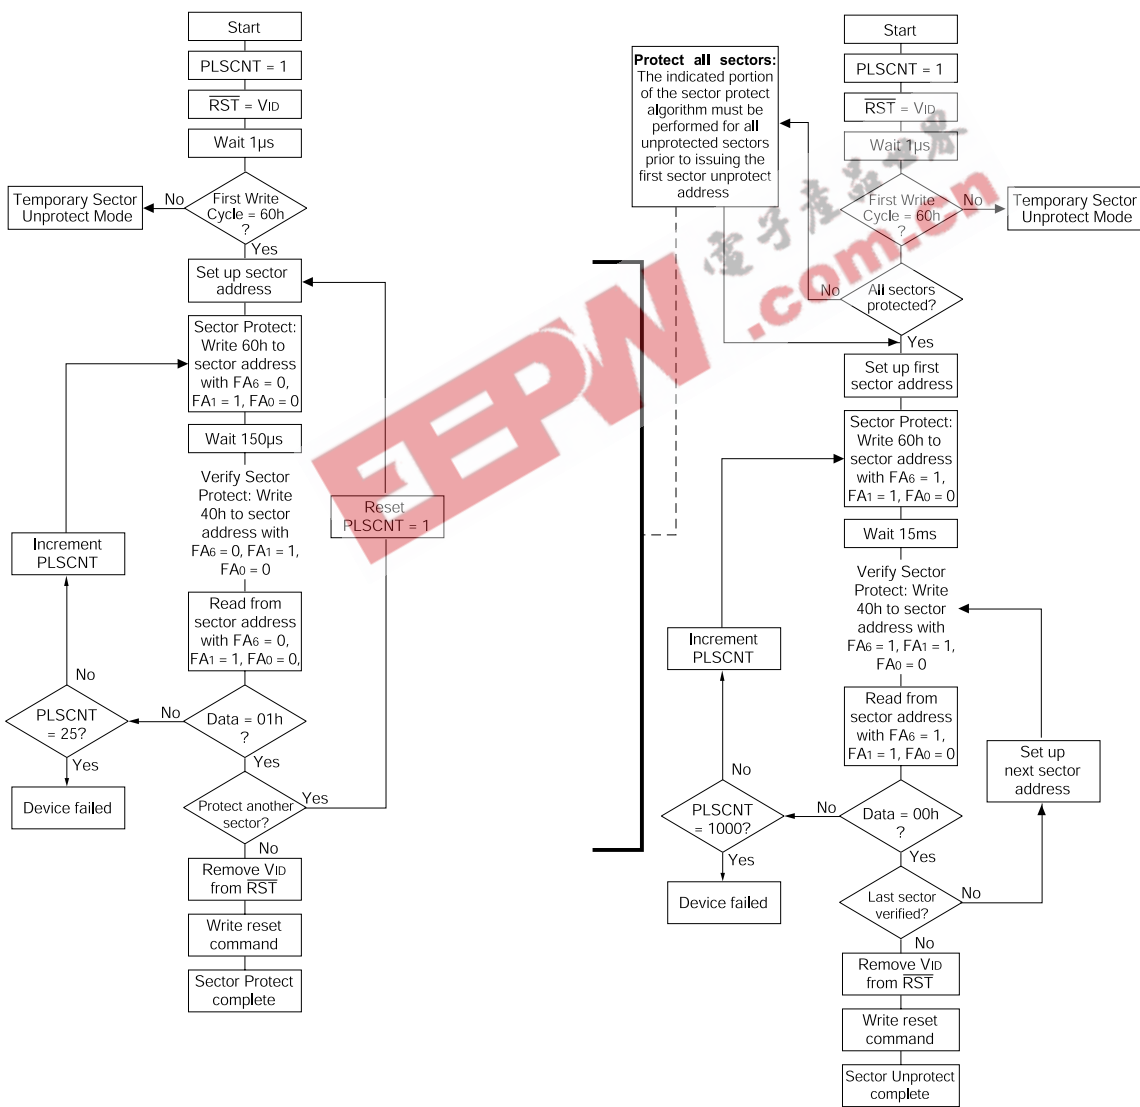 Start
PLSCNT = 1
RST = VID
Wait 1µs
First Write
Cycle = 60h
?
No
Temporary Sector
Unprotect Mode
Yes
Set up sector
address
Sector Protect:
Write 60h to
sector address
with FA6 = 0,
FA1 = 1, FA0 = 0
Wait 150µs
Verify Sector
Protect: Write
40h to sector
address with
FA6 = 0, FA1 = 1,
FA0 = 0
Reset
PLSCNT = 1
Increment
PLSCNT
Read from
sector address
with FA6 = 0,
FA1 = 1, FA0 = 0,
No
PLSCNT
= 25?
No
Data = 01h
?
Yes
Device failed
Yes
Protect another
sector?
Yes
No
Remove VID
from RST
Write reset
command
Sector Protect
complete
Protect all sectors:
The indicated portion
of the sector protect
algorithm must be
performed for all
unprotected sectors
prior to issuing the
first sector unprotect
address
Start
PLSCNT = 1
RST = VID
Wait 1µs
First Write
Cycle = 60h
?
No
Temporary Sector
Unprotect Mode
No
All sectors
protected?
Yes
Set up first
sector address
Sector Protect:
Write 60h to
sector address
with FA6 = 1,
FA1 = 1, FA0 = 0
Wait 15ms
Verify Sector
Protect: Write
40h to sector
address with
FA6 = 1, FA1 = 1,
FA0 = 0
Increment
PLSCNT
Read from
sector address
with FA6 = 1,
FA1 = 1, FA0 = 0
Set up
next sector
address
No
PLSCNT
= 1000?
No
Data = 00h
?
Yes
Device failed
Yes
Last sector
verified?
No
No
Remove VID
from RST
Write reset
command
Sector Unprotect
complete
EEPW
.com.cn
電子產品世界